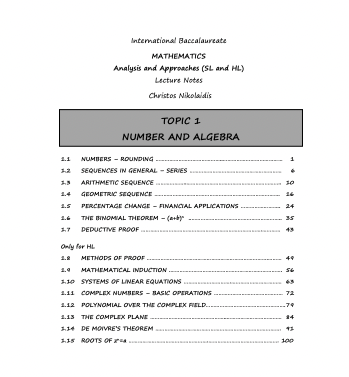 International Baccalaureate
MATHEMATICS
Analysis and Approaches (SL and HL)
Lecture Notes
Christos Nikolaidis
TOPIC 1
NUMBER AND ALGEBRA
1.1 NUMBERS – ROUNDING ........ 1
1.2 SEQUENCES IN GENERAL – SERIES ........ 6
1.3 ARITHMETIC SEQUENCE ........ 10
1.4 GEOMETRIC SEQUENCE ........ 16
1.5 PERCENTAGE CHANGE – FINANCIAL APPLICATIONS ........ 24
1.6 THE BINOMIAL THEOREM – (a+b)ⁿ ........ 35
1.7 DEDUCTIVE PROOF ........ 43
Only for HL
1.8 METHODS OF PROOF ........ 49
1.9 MATHEMATICAL INDUCTION ........ 56
1.10 SYSTEMS OF LINEAR EQUATIONS ........ 63
1.11 COMPLEX NUMBERS – BASIC OPERATIONS ........ 72
1.12 POLYNOMIAL OVER THE COMPLEX FIELD ........ 79
1.13 THE COMPLEX PLANE ........ 84
1.14 DE MOIVRE'S THEOREM ........ 91
1.15 ROOTS OF zⁿ=a ........ 100